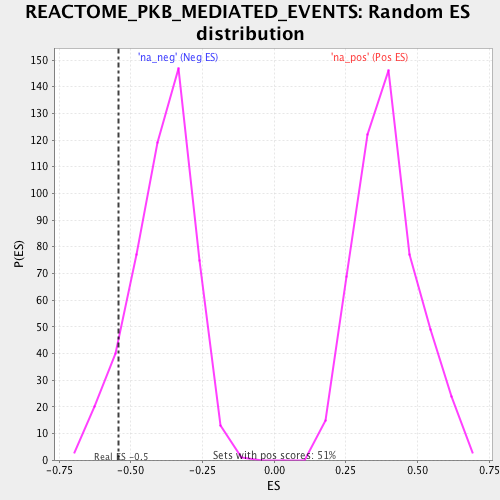 REACTOME_PKB_MEDIATED_EVENTS: Random ES
distribution
'na_neg' (Neg ES)
'na_pos' (Pos ES)
150
140
130
120
110
100
90
80
70
60
50
40
30
20
10
0
P(ES)
Real ES -0.5
Sets with pos scores: 51%
-0.75
-0.50
-0.25
0.00
0.25
0.50
0.75
ES